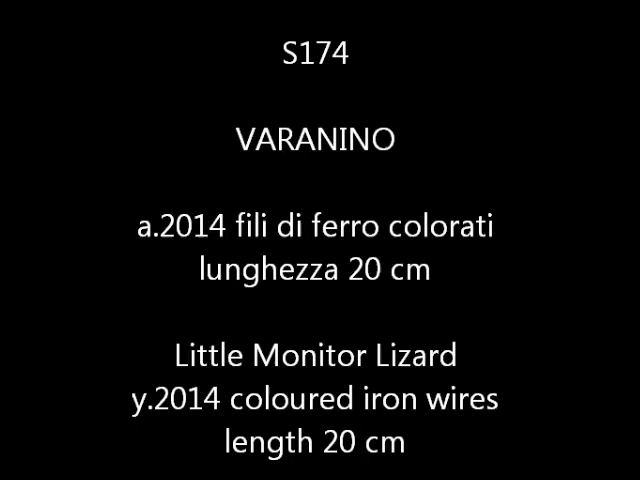 S174
VARANINO
a.2014 fili di ferro colorati
lunghezza 20 cm
Little Monitor Lizard
y.2014 coloured iron wires
length 20 cm